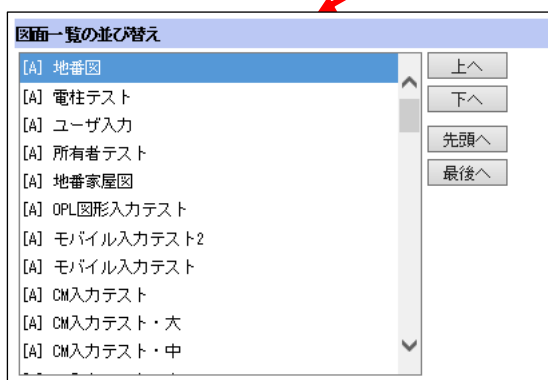 図面一覧の並び替え
[A] 地番図
[A] 電柱テスト
[A] ユーザ入力
[A] 所有者テスト
[A] 地番家屋図
[A] OPL図形入力テスト
[A] モバイル入力テスト2
[A] モバイル入力テスト
[A] CM入力テスト
[A] CM入力テスト・大
[A] CM入力テスト・中
上へ
下へ
先頭へ
最後へ